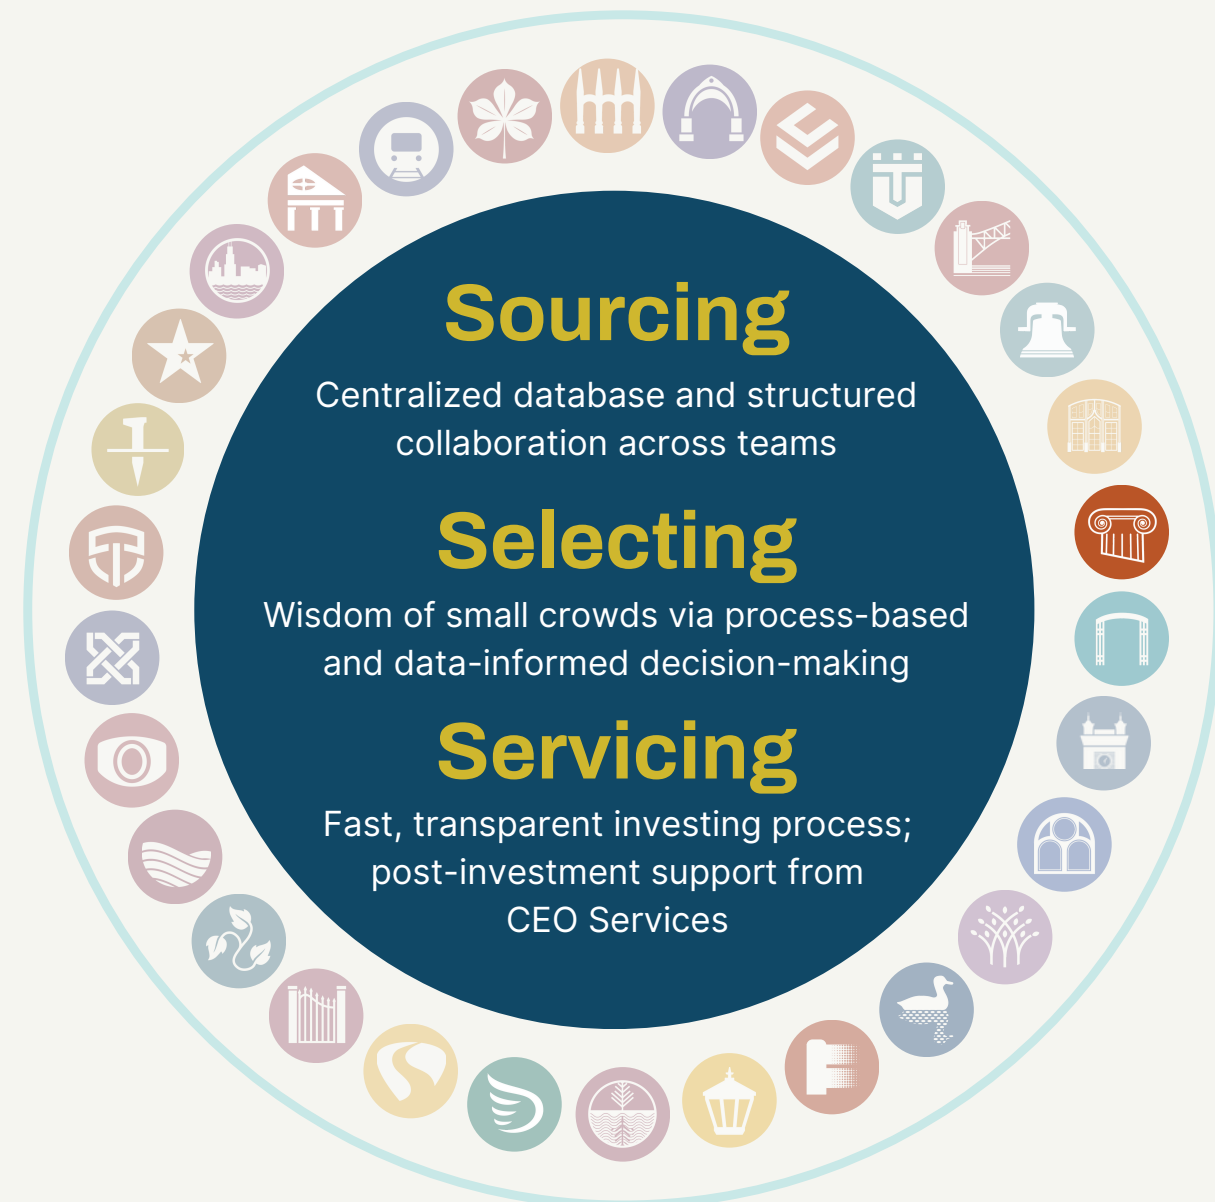 Sourcing
Centralized database and structured
collaboration across teams
Selecting
Wisdom of small crowds via process-based
and data-informed decision-making
Servicing
Fast, transparent investing process;
post-investment support from
CEO Services